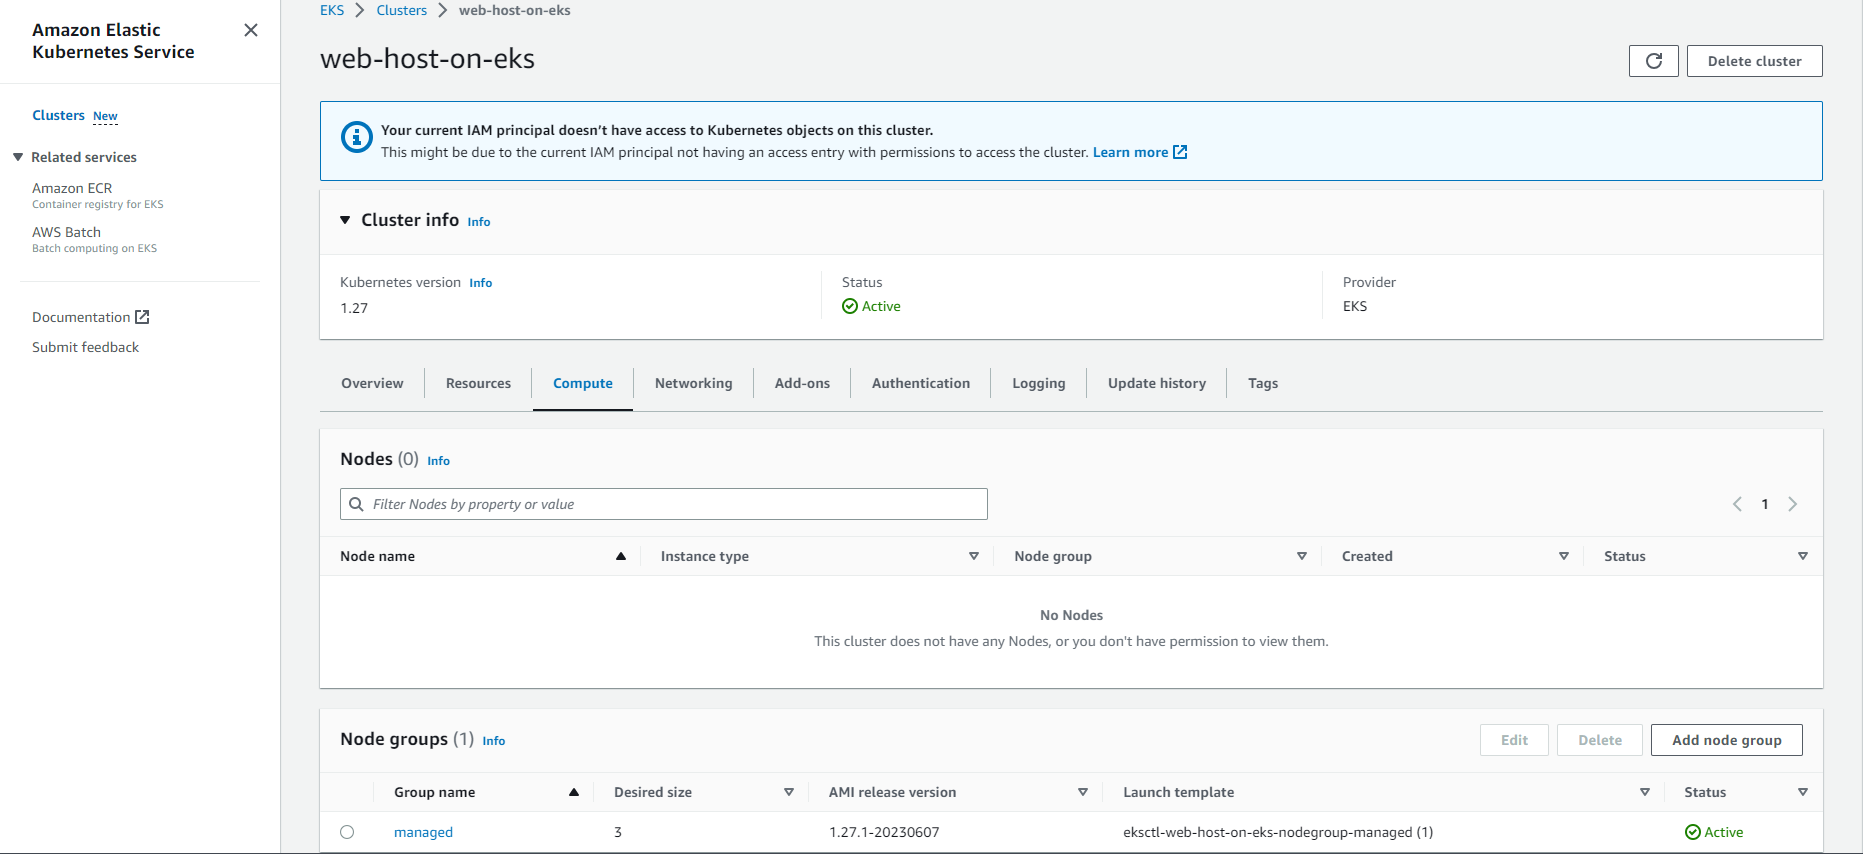 Amazon Elastic
Kubernetes Service
Clusters New
Related services
Amazon ECR
Container registry for EKS
AWS Batch
Batch computing on EKS
Documentation
Submit feedback
EKS Clusters web-host-on-eks
web-host-on-eks
Delete cluster
Your current IAM principal doesn't have access to Kubernetes objects on this cluster.
This might be due to the current IAM principal not having an access entry with permissions to access the cluster. Learn more
Cluster info Info
Kubernetes version Info
1.27
Status
Active
Provider
EKS
Overview Resources Compute Networking Add-ons Authentication Logging Update history Tags
Nodes (0) Info
Filter Nodes by property or value
1
Node name Instance type Node group Created Status
No Nodes
This cluster does not have any Nodes, or you don't have permission to view them.
Node groups (1) Info
Edit Delete Add node group
Group name Desired size AMI release version Launch template Status
managed 3 1.27.1-20230607 eksctl-web-host-on-eks-nodegroup-managed (1) Active